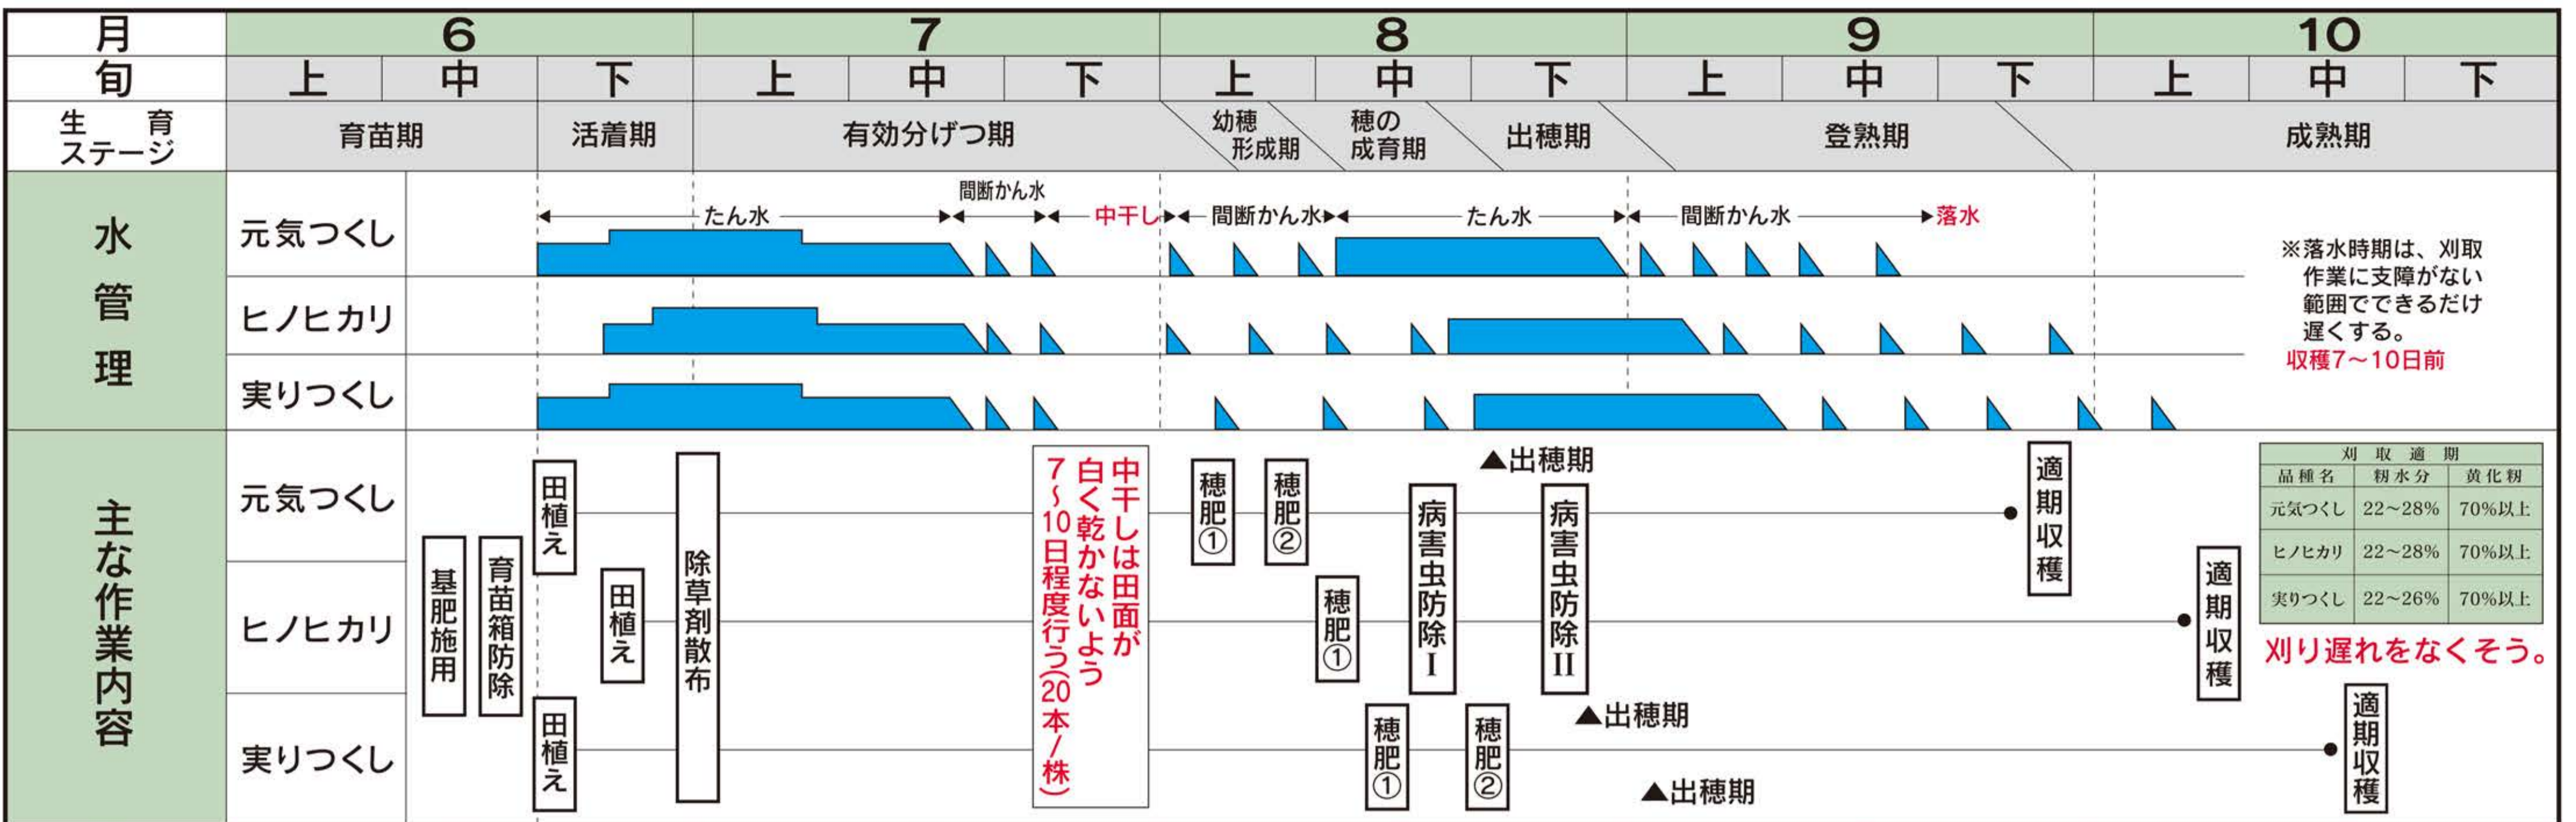 月 6 7 8 9 10
旬 上 中 下 上 中 下 上 中 下 上 中 下 上 中 下
生育
ステージ
育苗期
活着期
有効分げつ期
幼穂
形成期
穂の
成育期
出穂期
登熟期
成熟期
水管理
元気つくし
たん水
間断かん水
中干し
間断かん水
たん水
間断かん水
落水
ヒノヒカリ
実りつくし
※落水時期は、刈取
作業に支障がない
範囲でできるだけ
遅くする。
収穫7〜10日前
主な作業内容
元気つくし
ヒノヒカリ
実りつくし
基肥施用
育苗箱防除
田植え
田植え
田植え
除草剤散布
中干しは田面が
白く乾かないよう
7〜10日程度行う(20本/株)
穂肥①
穂肥②
穂肥①
穂肥①
穂肥②
病害虫防除Ⅰ
病害虫防除Ⅱ
▲出穂期
▲出穂期
▲出穂期
適期収穫
適期収穫
適期収穫
刈取適期
品種名 籾水分 黄化籾
元気つくし 22〜28% 70%以上
ヒノヒカリ 22〜28% 70%以上
実りつくし 22〜26% 70%以上
刈り遅れをなくそう。